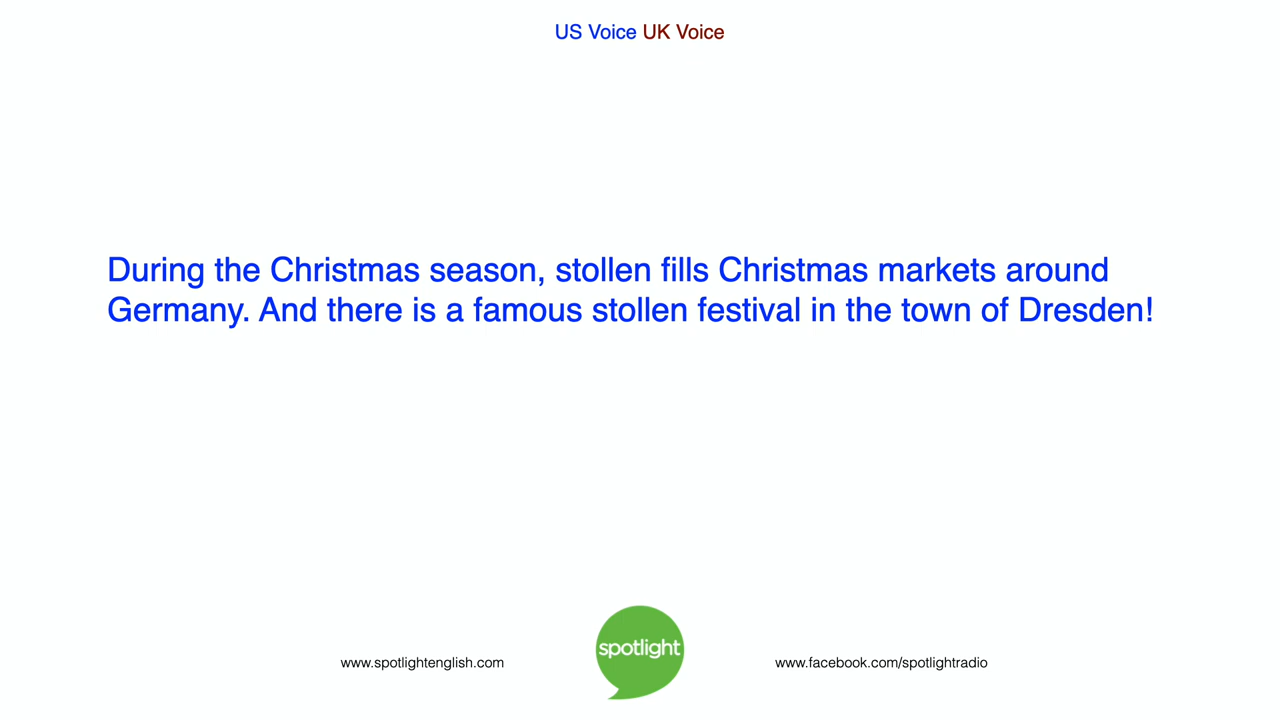 US Voice UK Voice
During the Christmas season, stollen fills Christmas markets around
Germany. And there is a famous stollen festival in the town of Dresden!
spotlight
www.spotlightenglish.com
www.facebook.com/spotlightradio